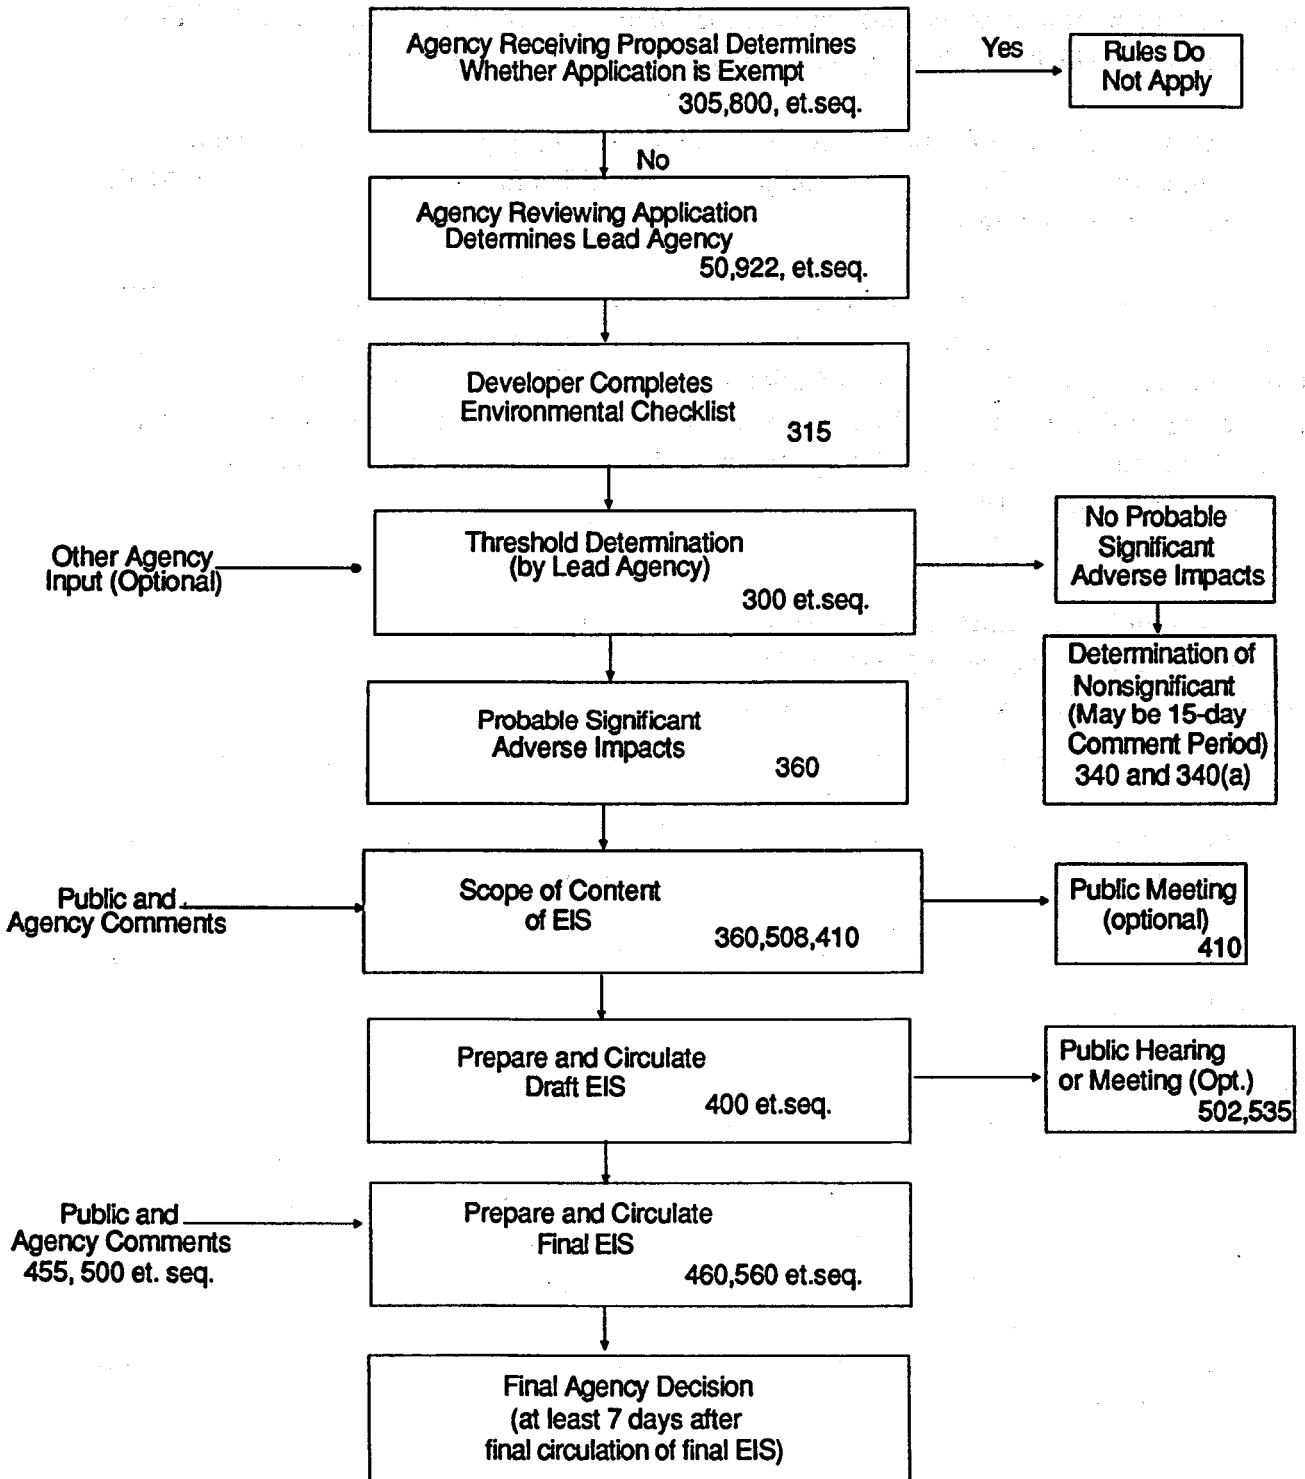 Agency Receiving Proposal Determines
Whether Application is Exempt
305,800, et.seq.
Yes
Rules Do
Not Apply
No
Agency Reviewing Application
Determines Lead Agency
50,922, et.seq.
Developer Completes
Environmental Checklist
315
Other Agency
Input (Optional)
Threshold Determination
(by Lead Agency)
300 et.seq.
No Probable
Significant
Adverse Impacts
Determination of
Nonsignificant
(May be 15-day
Comment Period)
340 and 340(a)
Probable Significant
Adverse Impacts
360
Public and
Agency Comments
Scope of Content
of EIS
360,508,410
Public Meeting
(optional)
410
Prepare and Circulate
Draft EIS
400 et.seq.
Public Hearing
or Meeting (Opt.)
502,535
Public and
Agency Comments
455, 500 et. seq.
Prepare and Circulate
Final EIS
460,560 et.seq.
Final Agency Decision
(at least 7 days after
final circulation of final EIS)